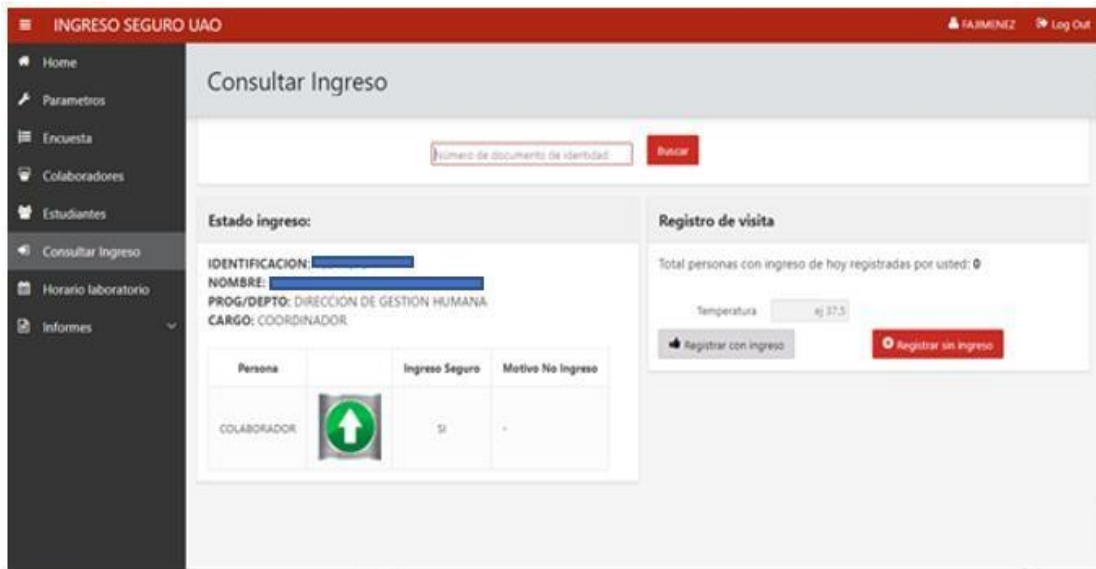 INGRESO SEGURO UAO
FAJIMENEZ
Log Out
Home
Parametros
Encuesta
Colaboradores
Estudiantes
Consultar Ingreso
Horario laboratorio
Informes
Consultar Ingreso
Número de documento de identidad
Buscar
Estado ingreso:
IDENTIFICACION:
NOMBRE:
PROG/DEPTO: DIRECCION DE GESTION HUMANA
CARGO: COORDINADOR
Persona Ingreso Seguro Motivo No Ingreso
COLABORADOR SI -
Registro de visita
Total personas con ingreso de hoy registradas por usted: 0
Temperatura ej 37.5
Registrar con ingreso
Registrar sin ingreso